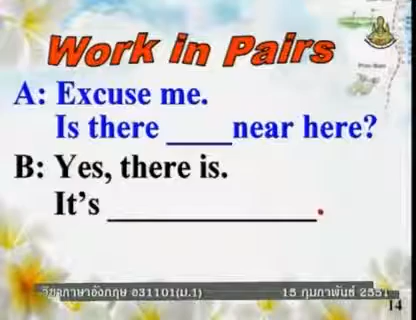 Work in Pairs
A: Excuse me.
Is there ____ near here?
B: Yes, there is.
It's ______________.
วิชาภาษาอังกฤษ อ31101(ม.1) 15 กุมภาพันธ์ 2551
14